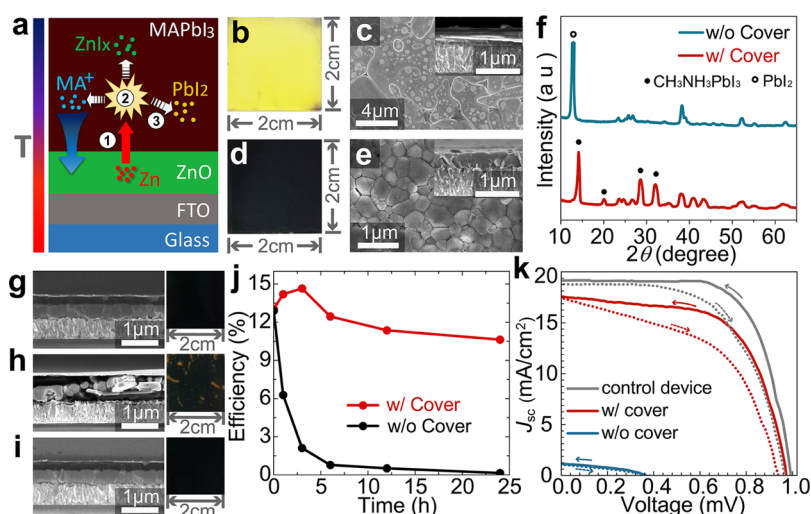 a
T
ZnIx
MAPbI3
MA+
PbI2
1
2
3
Zn
ZnO
FTO
Glass
b
2cm
2cm
c
4μm
1μm
d
2cm
2cm
e
1μm
1μm
f
w/o Cover
w/ Cover
CH3NH3PbI3
PbI2
Intensity (a u)
10 20 30 40 50 60
2θ (degree)
g
1μm
2cm
h
1μm
2cm
i
1μm
2cm
j
15
12
9
6
3
0
Efficiency (%)
w/ Cover
w/o Cover
0 5 10 15 20 25
Time (h)
k
20
15
10
5
0
Jsc (mA/cm2)
control device
w/ cover
w/o cover
0.0 0.2 0.4 0.6 0.8 1.0
Voltage (mV)